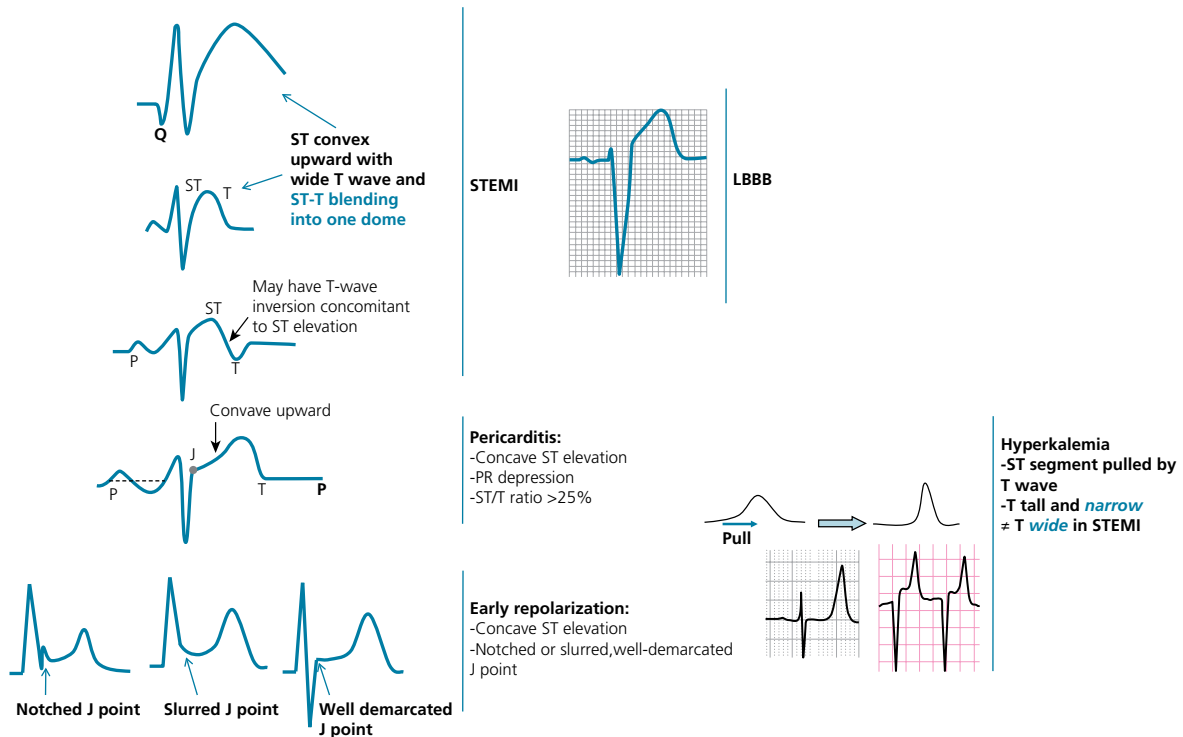 Q
ST convex
upward with
wide T wave and
ST-T blending
into one dome
ST
T
STEMI
LBBB
May have T-wave
inversion concomitant
to ST elevation
ST
P
T
Convave upward
J
P
T
P
Pericarditis:
-Concave ST elevation
-PR depression
-ST/T ratio >25%
Pull
Hyperkalemia
-ST segment pulled by
T wave
-T tall and narrow
≠ T wide in STEMI
Early repolarization:
-Concave ST elevation
-Notched or slurred,well-demarcated
J point
Notched J point
Slurred J point
Well demarcated
J point